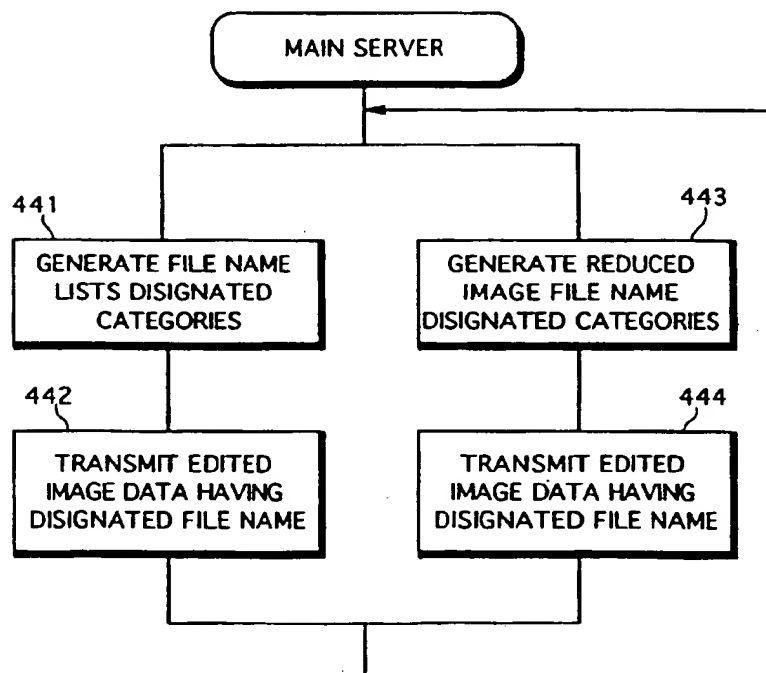 MAIN SERVER
441
GENERATE FILE NAME
LISTS DISIGNATED
CATEGORIES
443
GENERATE REDUCED
IMAGE FILE NAME
DISIGNATED CATEGORIES
442
TRANSMIT EDITED
IMAGE DATA HAVING
DISIGNATED FILE NAME
444
TRANSMIT EDITED
IMAGE DATA HAVING
DISIGNATED FILE NAME